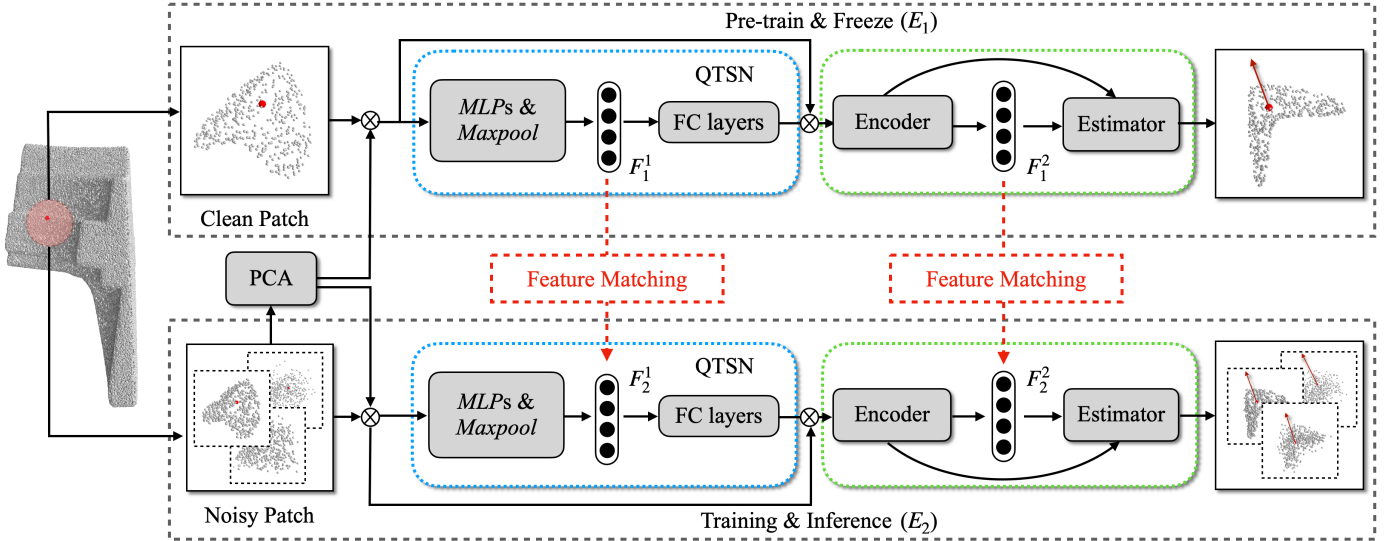 Pre-train & Freeze (E₁)
QTSN
MLPs &
Maxpool
FC layers
Encoder
Estimator
F₁¹
F₁²
Clean Patch
PCA
Feature Matching
Feature Matching
QTSN
MLPs &
Maxpool
F₂¹
FC layers
Encoder
F₂²
Estimator
Noisy Patch
Training & Inference (E₂)